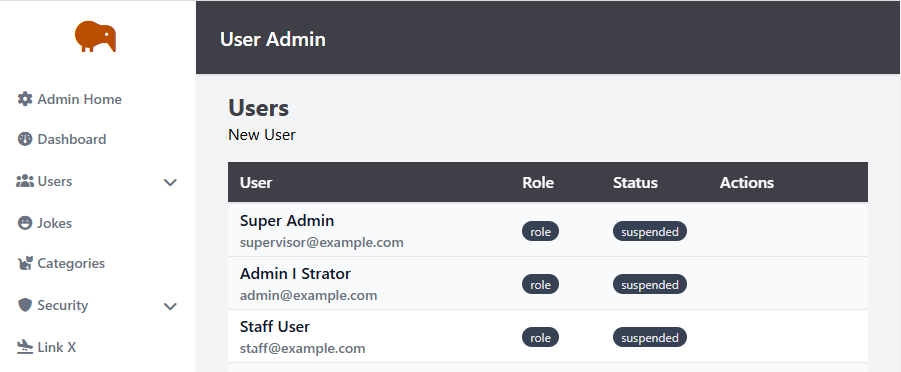 User Admin
Admin Home
Dashboard
Users
Jokes
Categories
Security
Link X
Users
New User
User Role Status Actions
Super Admin
supervisor@example.com
role suspended
Admin I Strator
admin@example.com
role suspended
Staff User
staff@example.com
role suspended